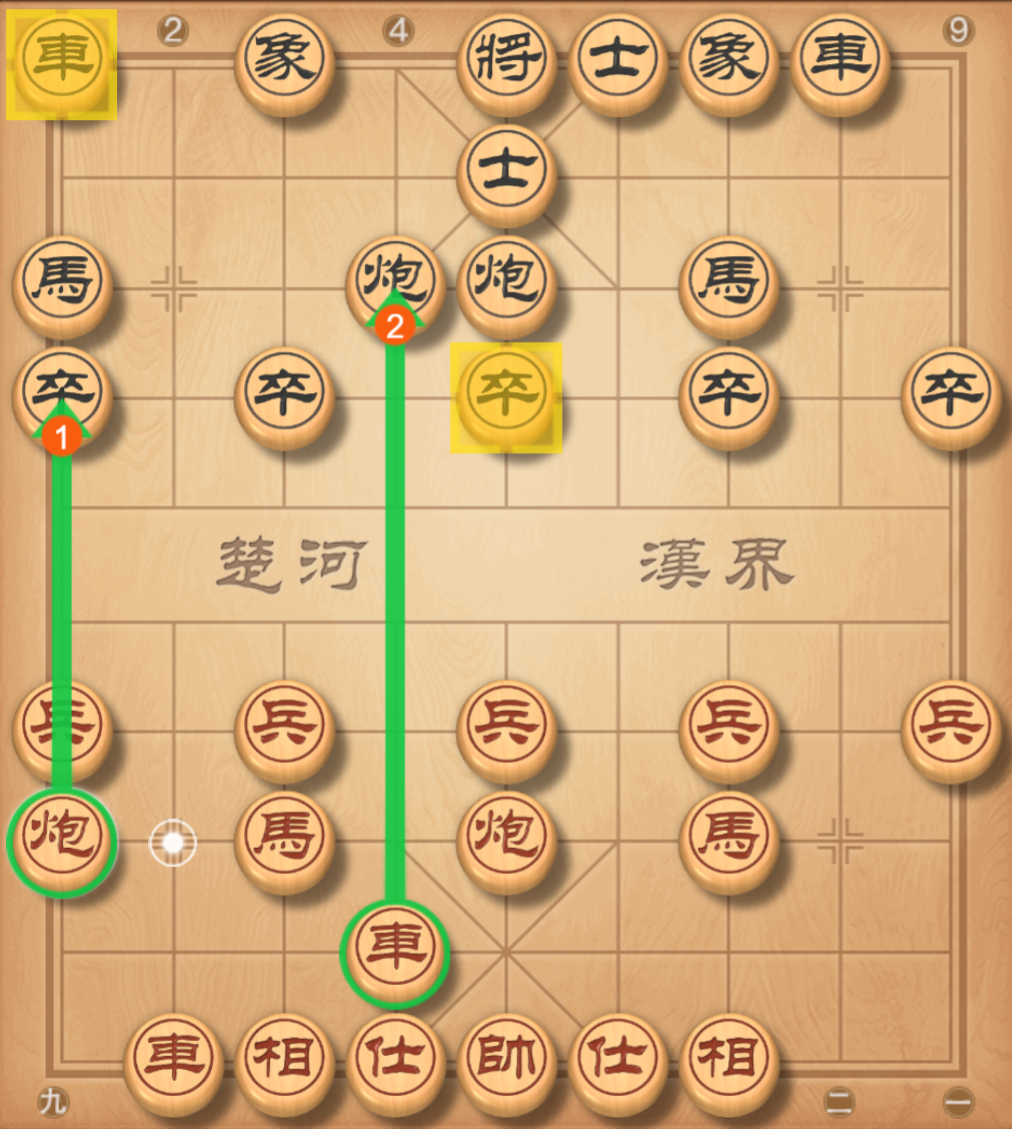 2 4 9
車 象 將 士 象 車
士
馬 炮 炮 馬
2
卒 卒 卒 卒 卒
1
楚河 漢界
兵 兵 兵 兵 兵
炮 馬 炮 馬
車
車 相 仕 帥 仕 相
九 二 一